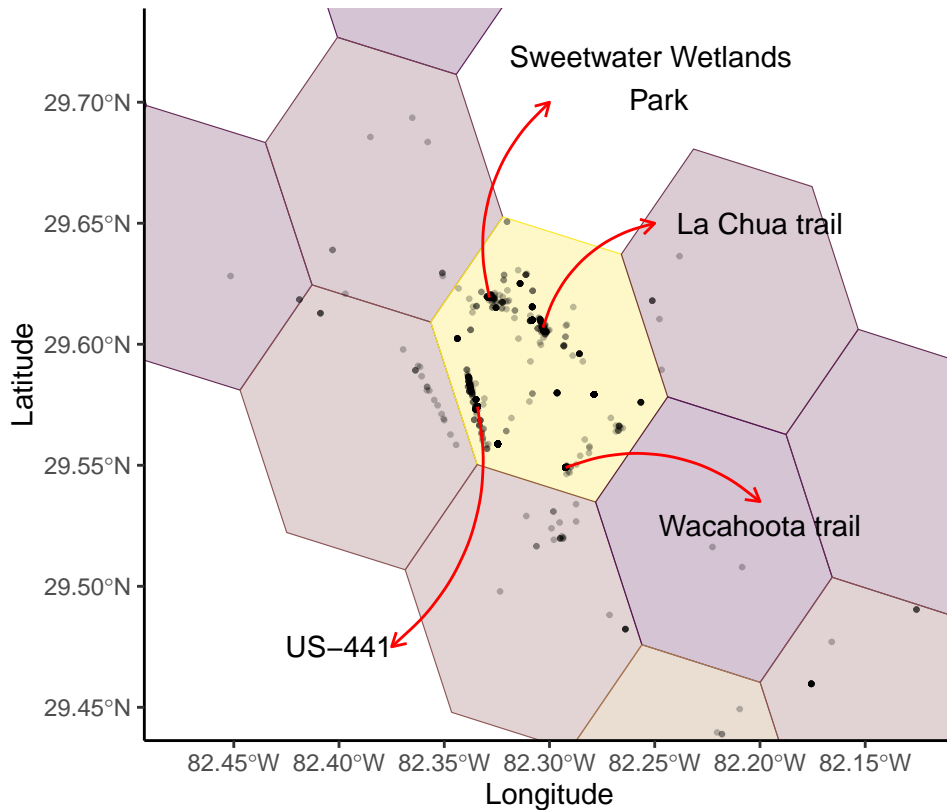 Sweetwater Wetlands
Park
La Chua trail
Wacahoota trail
US−441
Latitude
29.70°N
29.65°N
29.60°N
29.55°N
29.50°N
29.45°N
82.45°W 82.40°W 82.35°W 82.30°W 82.25°W 82.20°W 82.15°W
Longitude